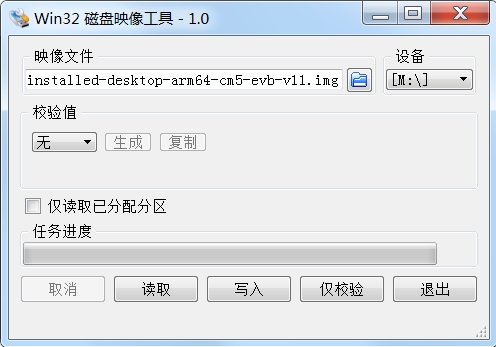 Win32 磁盘映像工具 - 1.0
映像文件
设备
installed-desktop-arm64-cm5-evb-v11.img
[M:\]
校验值
无
生成
复制
仅读取已分配分区
任务进度
取消
读取
写入
仅校验
退出